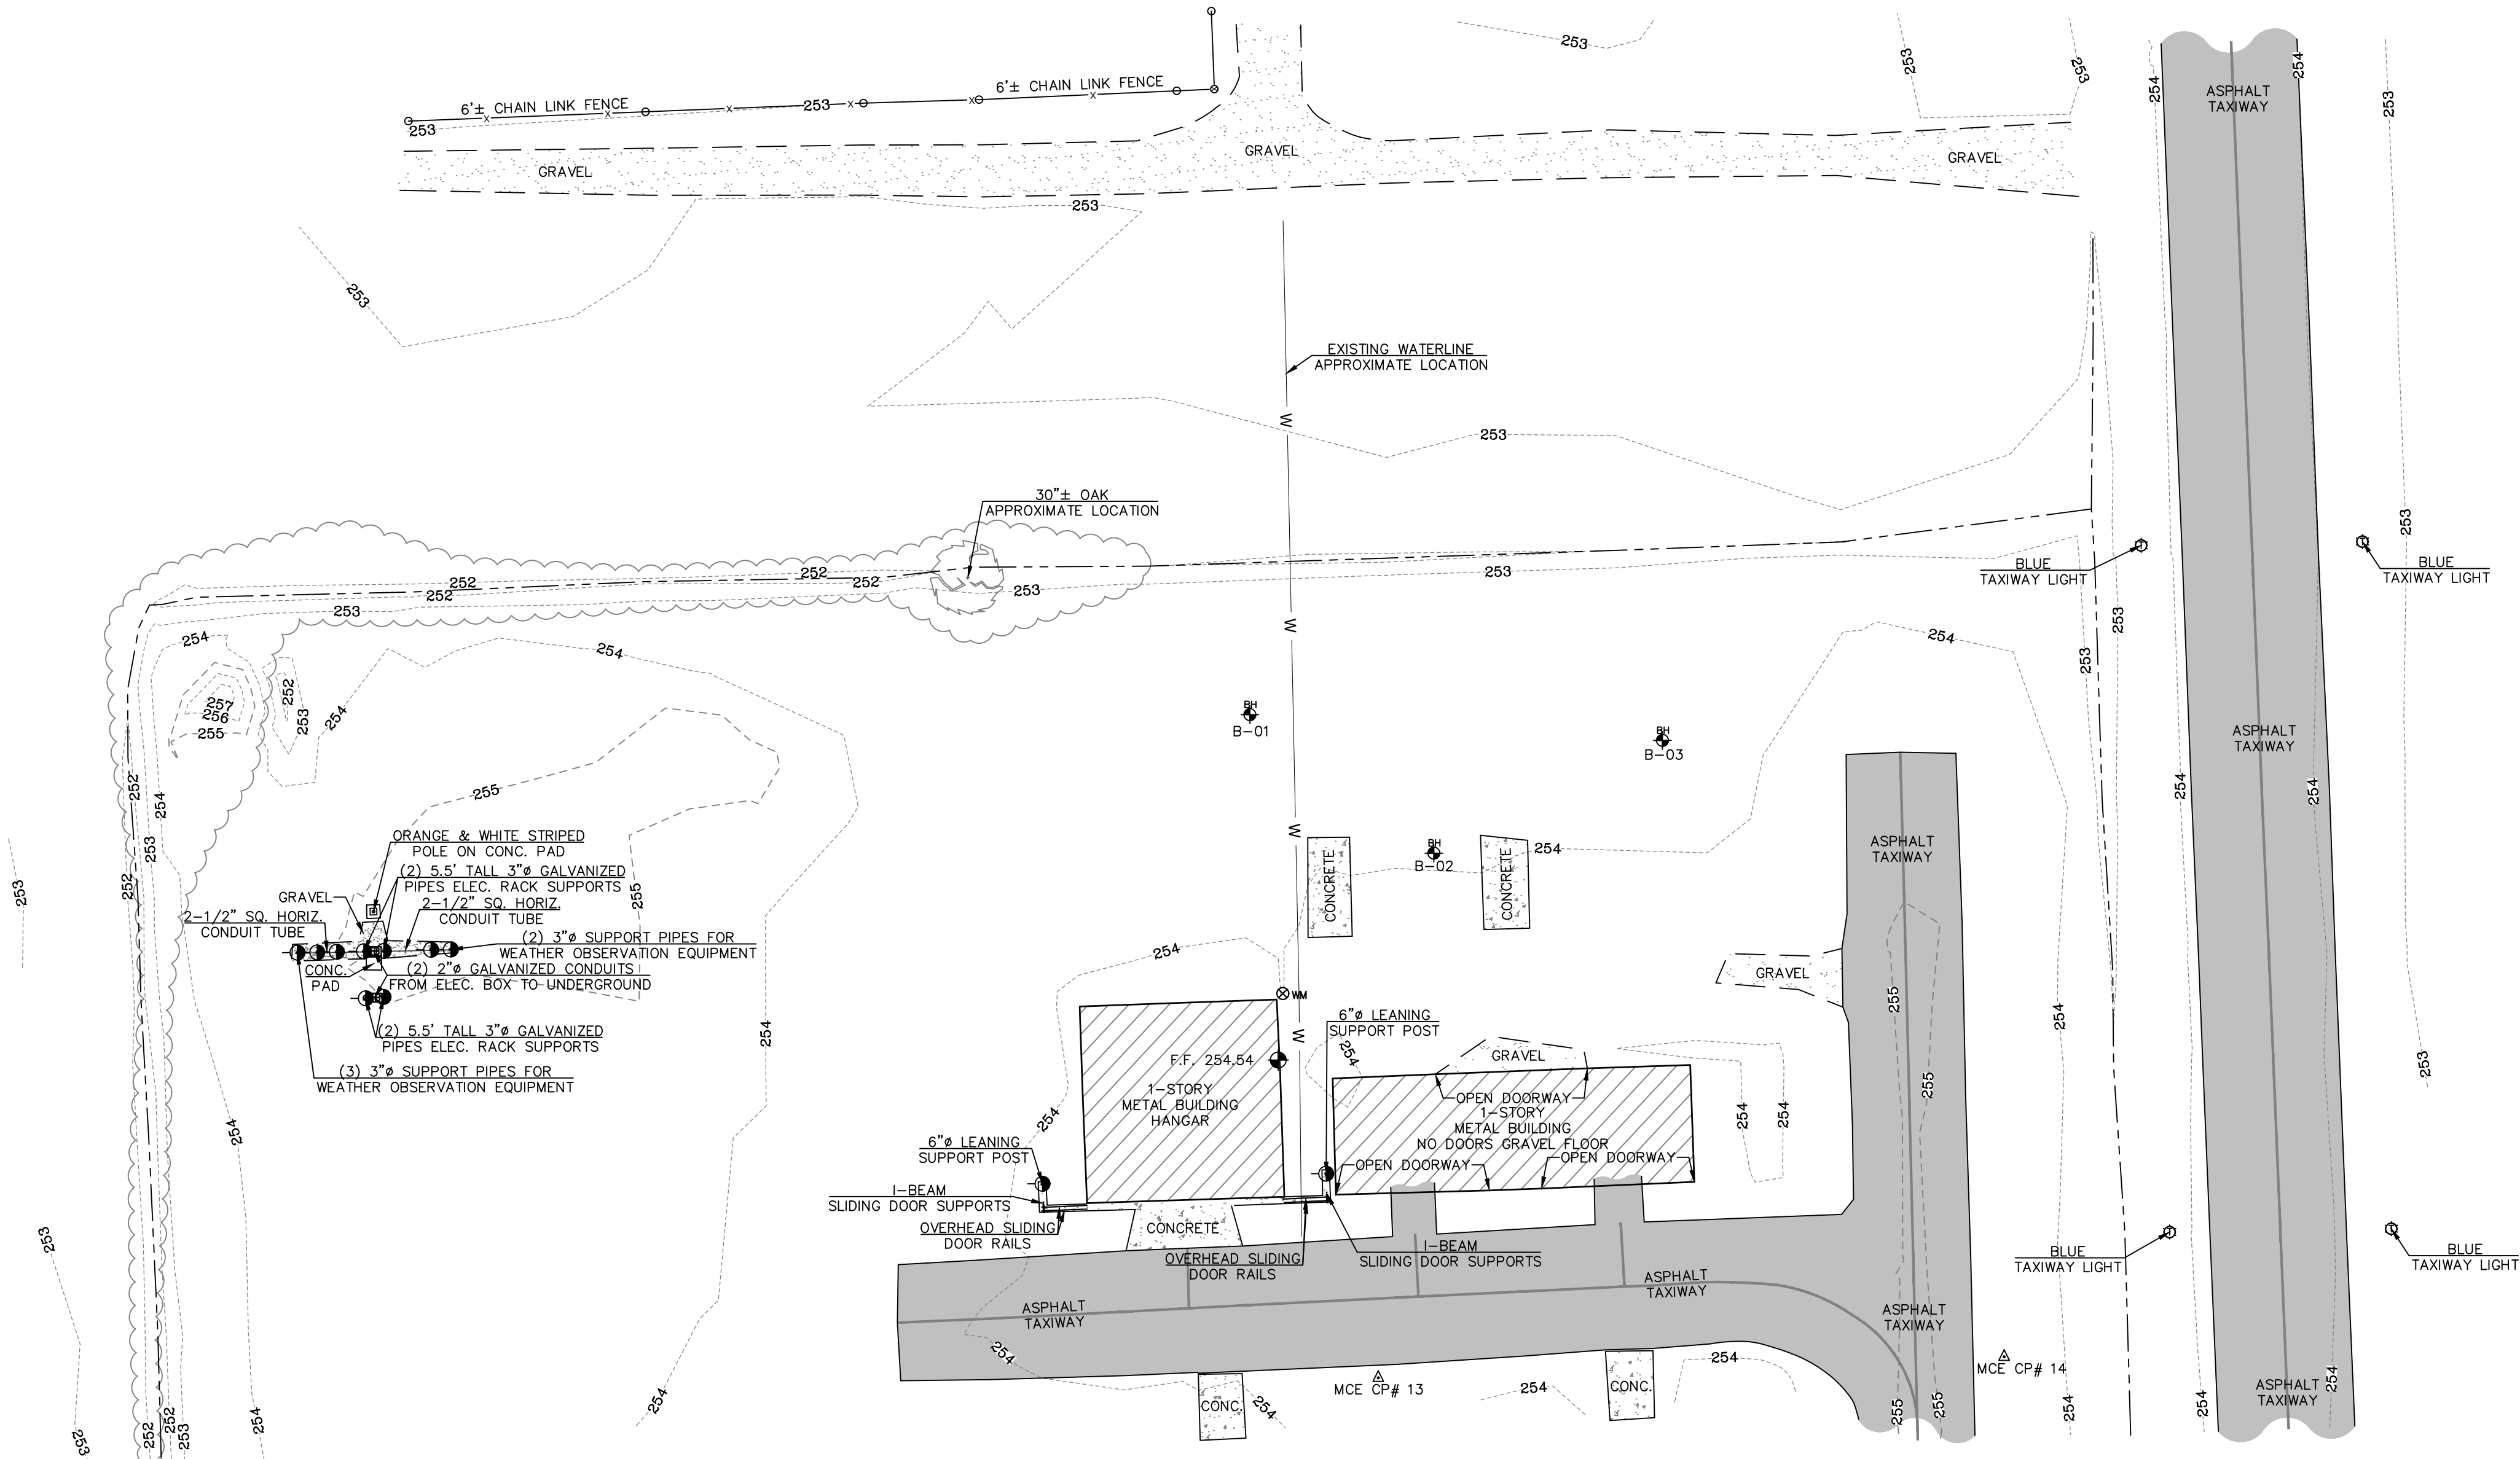 253
253
253
254
254
6'± CHAIN LINK FENCE
6'± CHAIN LINK FENCE
X
X
X
X
X
X
253
253
ASPHALT
TAXIWAY
253
GRAVEL
GRAVEL
GRAVEL
253
253
EXISTING WATERLINE
APPROXIMATE LOCATION
W
253
30"± OAK
APPROXIMATE LOCATION
253
BLUE
TAXIWAY LIGHT
BLUE
TAXIWAY LIGHT
252
252
252
252
253
253
253
253
W
254
254
254
253
252
253
254
257
256
255
BH
B-01
BH
B-03
ASPHALT
TAXIWAY
252
254
255
254
254
253
252
253
ORANGE & WHITE STRIPED
POLE ON CONC. PAD
(2) 5.5' TALL 3"ø GALVANIZED
PIPES ELEC. RACK SUPPORTS
GRAVEL
2-1/2" SQ. HORIZ.
CONDUIT TUBE
2-1/2" SQ. HORIZ.
CONDUIT TUBE
255
(2) 3"ø SUPPORT PIPES FOR
WEATHER OBSERVATION EQUIPMENT
CONC.
PAD
(2) 2"ø GALVANIZED CONDUITS
FROM ELEC. BOX TO UNDERGROUND
(2) 5.5' TALL 3"ø GALVANIZED
PIPES ELEC. RACK SUPPORTS
(3) 3"ø SUPPORT PIPES FOR
WEATHER OBSERVATION EQUIPMENT
W
BH
B-02
CONCRETE
CONCRETE
254
ASPHALT
TAXIWAY
254
GRAVEL
255
254
WM
W
6"ø LEANING
SUPPORT POST
254
254
F.F. 254.54
1-STORY
METAL BUILDING
HANGAR
GRAVEL
OPEN DOORWAY
1-STORY
METAL BUILDING
NO DOORS GRAVEL FLOOR
OPEN DOORWAY
OPEN DOORWAY
254
254
255
253
254
254
6"ø LEANING
SUPPORT POST
I-BEAM
SLIDING DOOR SUPPORTS
OVERHEAD SLIDING
DOOR RAILS
CONCRETE
OVERHEAD SLIDING
DOOR RAILS
I-BEAM
SLIDING DOOR SUPPORTS
253
BLUE
TAXIWAY LIGHT
BLUE
TAXIWAY LIGHT
ASPHALT
TAXIWAY
ASPHALT
TAXIWAY
ASPHALT
TAXIWAY
254
254
254
MCE CP# 13
MCE CP# 14
CONC.
CONC.
254
254
ASPHALT
TAXIWAY
254
253
252
252
253
254
254
255
255
254
254